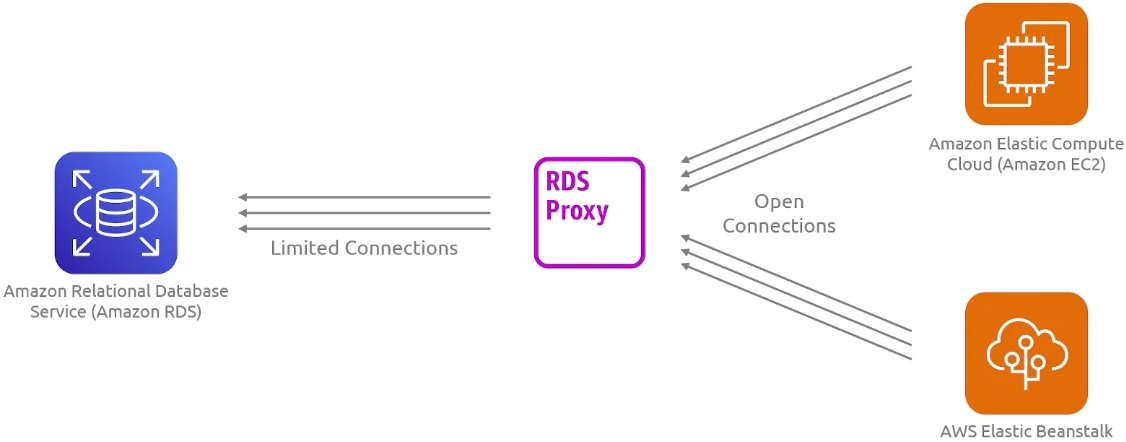 Amazon Elastic Compute
Cloud (Amazon EC2)
RDS
Proxy
Open
Connections
Limited Connections
Amazon Relational Database
Service (Amazon RDS)
AWS Elastic Beanstalk